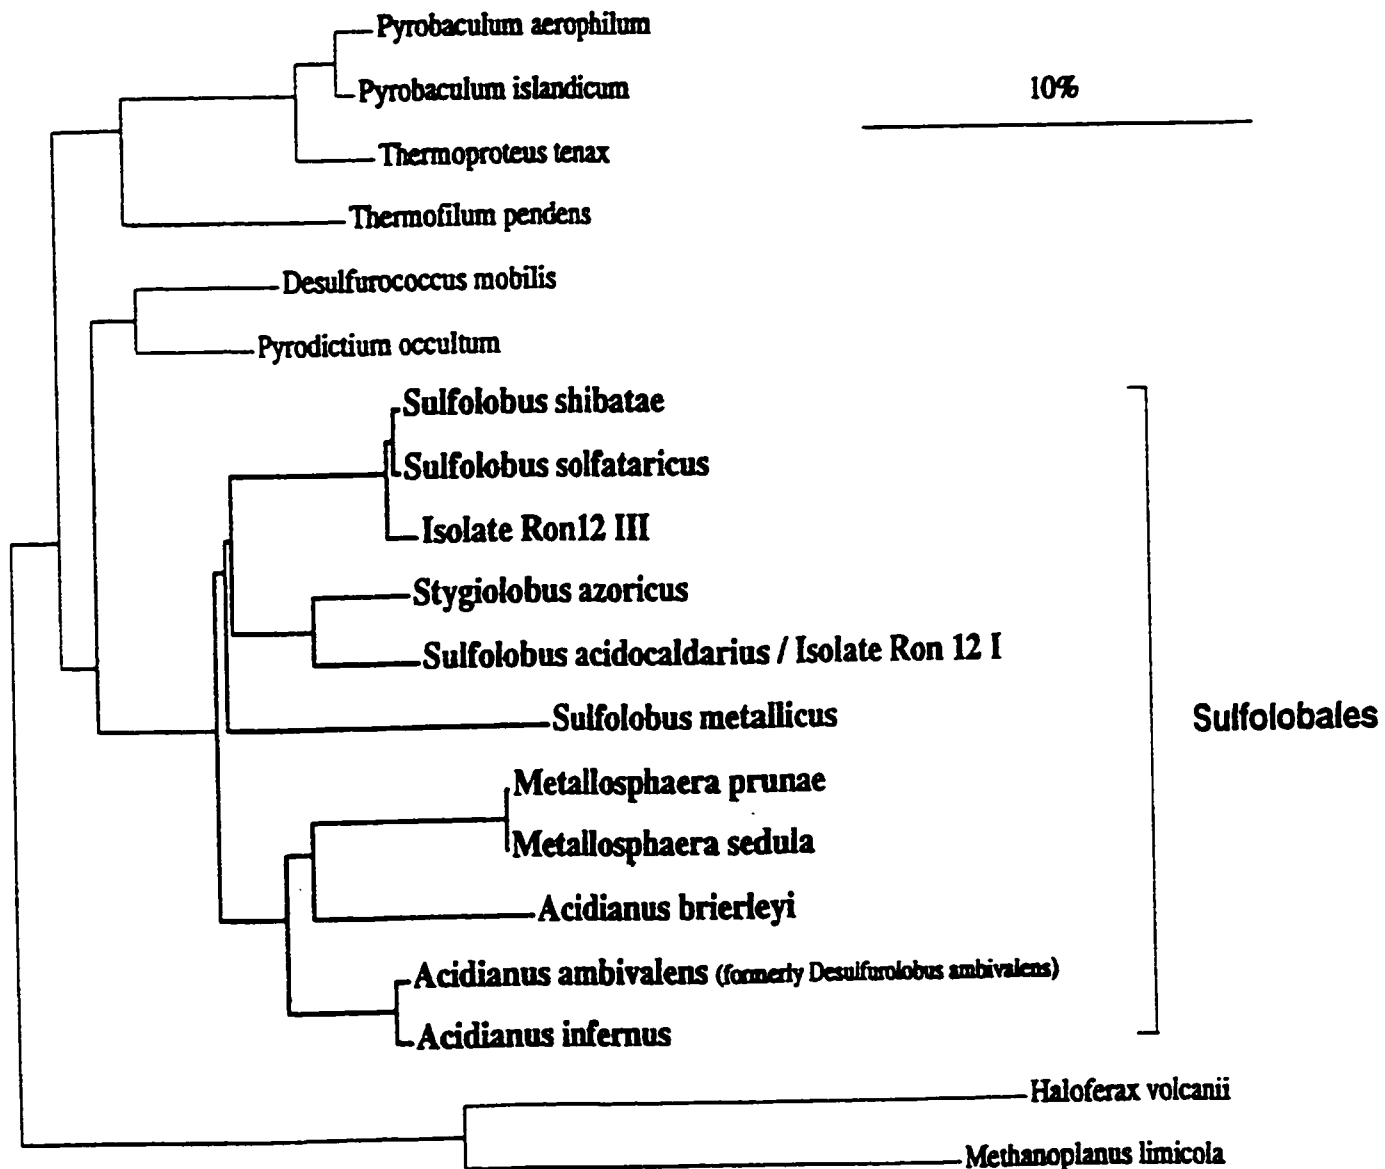 Pyrobaculum aerophilum
10%
Pyrobaculum islandicum
Thermoproteus tenax
Thermofilum pendens
Desulfurococcus mobilis
Pyrodictium occultum
Sulfolobus shibatae
Sulfolobus solfataricus
Isolate Ron12 III
Stygiolobus azoricus
Sulfolobus acidocaldarius / Isolate Ron 12 I
Sulfolobus metallicus
Sulfolobales
Metallosphaera prunae
Metallosphaera sedula
Acidianus brierleyi
Acidianus ambivalens (formerly Desulfurolobus ambivalens)
Acidianus infernus
Haloferax volcanii
Methanoplanus limicola